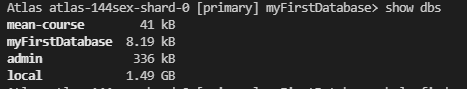 Atlas atlas-144sex-shard-0 [primary] myFirstDatabase> show dbs
mean-course 41 kB
myFirstDatabase 8.19 kB
admin 336 kB
local 1.49 GB